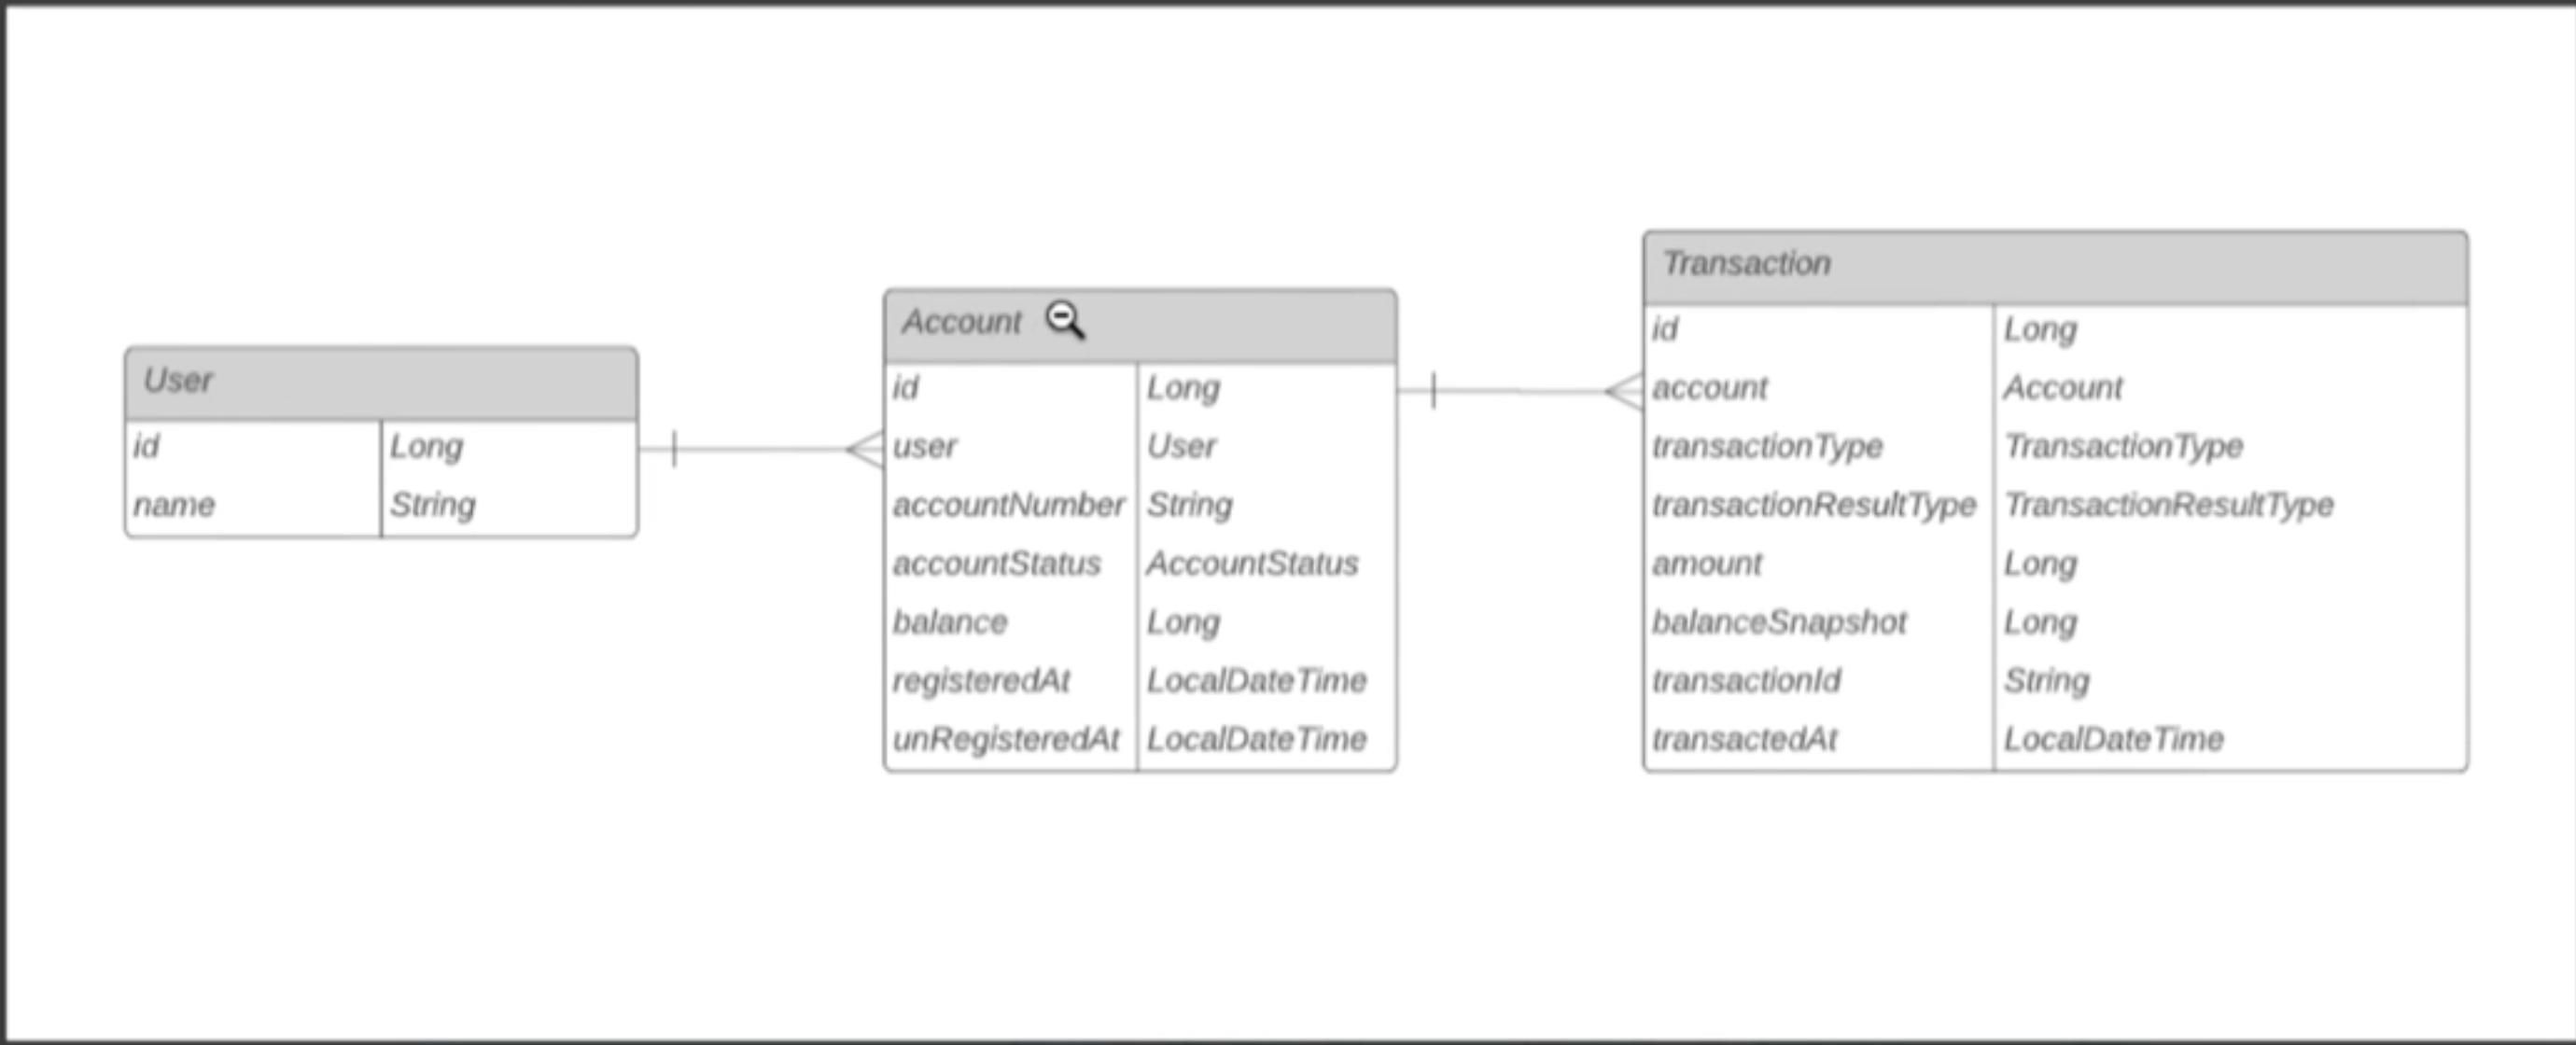 User
id Long
name String
Account
id Long
user User
accountNumber String
accountStatus AccountStatus
balance Long
registeredAt LocalDateTime
unRegisteredAt LocalDateTime
Transaction
id Long
account Account
transactionType TransactionType
transactionResultType TransactionResultType
amount Long
balanceSnapshot Long
transactionId String
transactedAt LocalDateTime